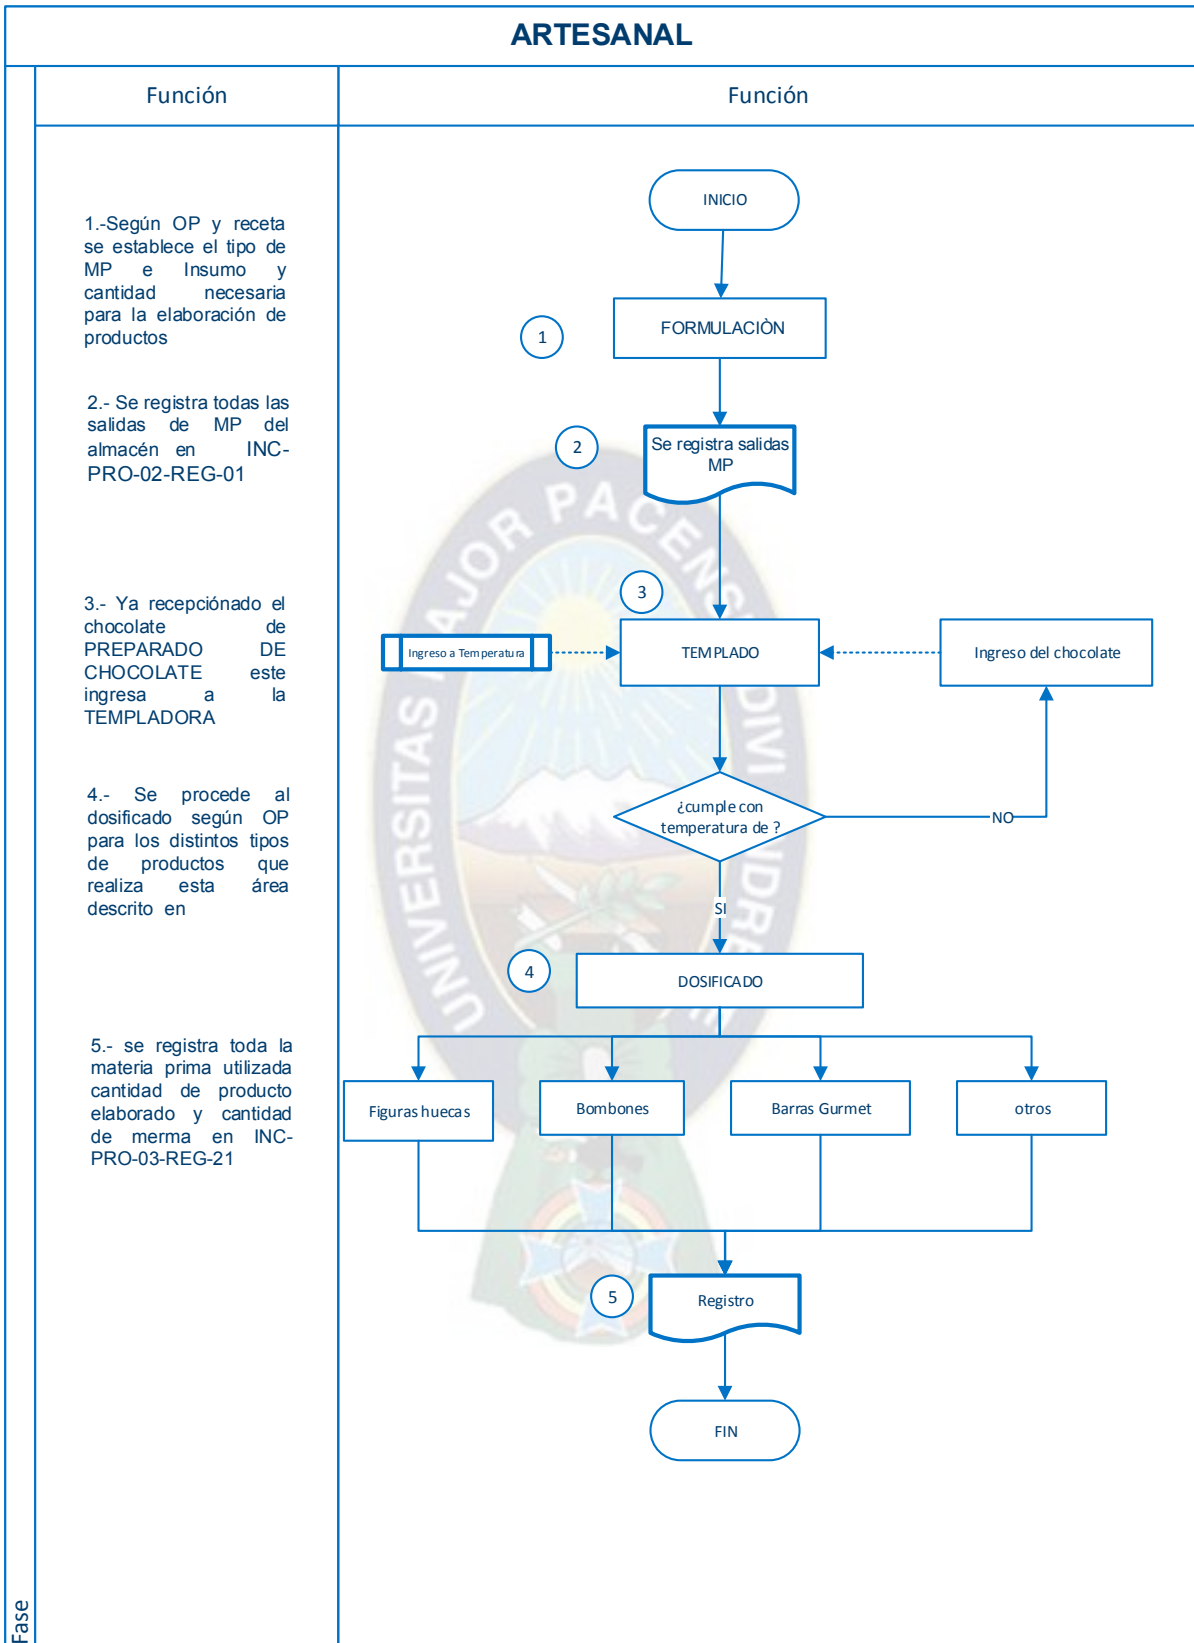 ARTESANAL
Función
Función
1.-Según OP y receta
se establece el tipo de
MP e Insumo y
cantidad necesaria
para la elaboración de
productos
2.- Se registra todas las
salidas de MP del
almacén en INC-
PRO-02-REG-01
3.- Ya recepciónado el
chocolate de
PREPARADO DE
CHOCOLATE este
ingresa a la
TEMPLADORA
4.- Se procede al
dosificado según OP
para los distintos tipos
de productos que
realiza esta área
descrito en
5.- se registra toda la
materia prima utilizada
cantidad de producto
elaborado y cantidad
de merma en INC-
PRO-03-REG-21
INICIO
1
FORMULACIÒN
2
Se registra salidas
MP
3
Ingreso a Temperatura
TEMPLADO
Ingreso del chocolate
¿cumple con
temperatura de ?
NO
SI
4
DOSIFICADO
Figuras huecas
Bombones
Barras Gurmet
otros
5
Registro
FIN
Fase
UNIVERSITAS MAJOR PACENSIS DIVI ANDREÆ